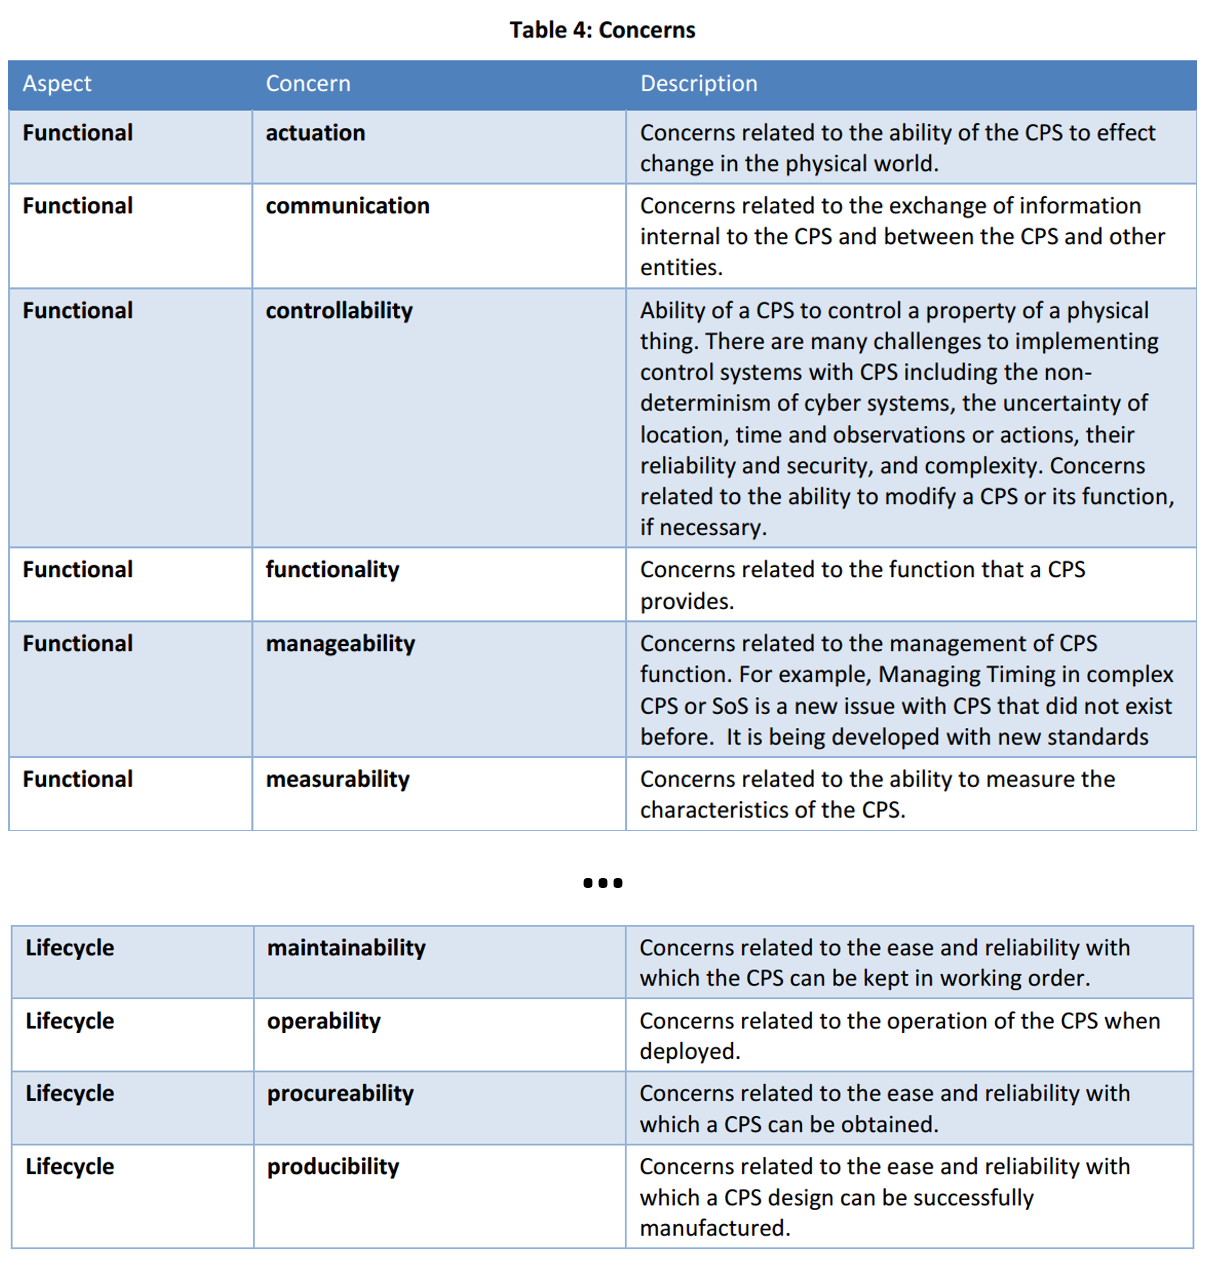 Table 4: Concerns
Aspect Concern Description
Functional actuation Concerns related to the ability of the CPS to effect
change in the physical world.
Functional communication Concerns related to the exchange of information
internal to the CPS and between the CPS and other
entities.
Functional controllability Ability of a CPS to control a property of a physical
thing. There are many challenges to implementing
control systems with CPS including the non-
determinism of cyber systems, the uncertainty of
location, time and observations or actions, their
reliability and security, and complexity. Concerns
related to the ability to modify a CPS or its function,
if necessary.
Functional functionality Concerns related to the function that a CPS
provides.
Functional manageability Concerns related to the management of CPS
function. For example, Managing Timing in complex
CPS or SoS is a new issue with CPS that did not exist
before.  It is being developed with new standards
Functional measurability Concerns related to the ability to measure the
characteristics of the CPS.
...
Lifecycle maintainability Concerns related to the ease and reliability with
which the CPS can be kept in working order.
Lifecycle operability Concerns related to the operation of the CPS when
deployed.
Lifecycle procureability Concerns related to the ease and reliability with
which a CPS can be obtained.
Lifecycle producibility Concerns related to the ease and reliability with
which a CPS design can be successfully
manufactured.